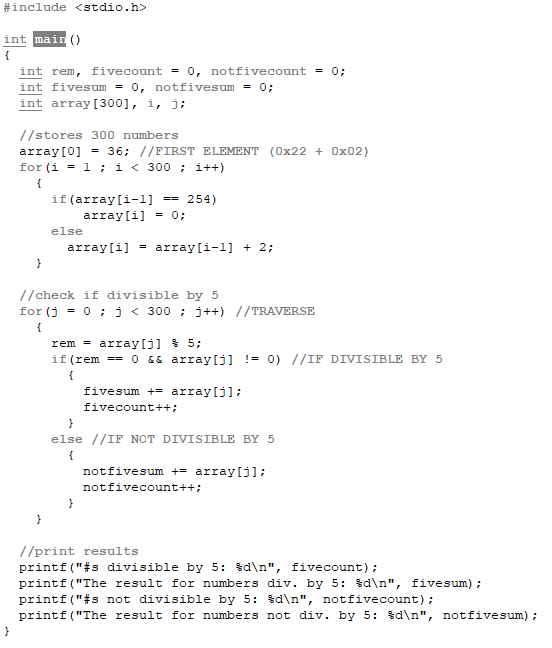 #include <stdio.h>
int main()
{
int rem, fivecount = 0, notfivecount = 0;
int fivesum = 0, notfivesum = 0;
int array[300], i, j;
//stores 300 numbers
array[0] = 36; //FIRST ELEMENT (0x22 + 0x02)
for(i = 1 ; i < 300 ; i++)
{
if(array[i-1] == 254)
array[i] = 0;
else
array[i] = array[i-1] + 2;
}
//check if divisible by 5
for(j = 0 ; j < 300 ; j++) //TRAVERSE
{
rem = array[j] % 5;
if(rem == 0 && array[j] != 0) //IF DIVISIBLE BY 5
{
fivesum += array[j];
fivecount++;
}
else //IF NOT DIVISIBLE BY 5
{
notfivesum += array[j];
notfivecount++;
}
}
//print results
printf("#s divisible by 5: %d\n", fivecount);
printf("The result for numbers div. by 5: %d\n", fivesum);
printf("#s not divisible by 5: %d\n", notfivecount);
printf("The result for numbers not div. by 5: %d\n", notfivesum);
}